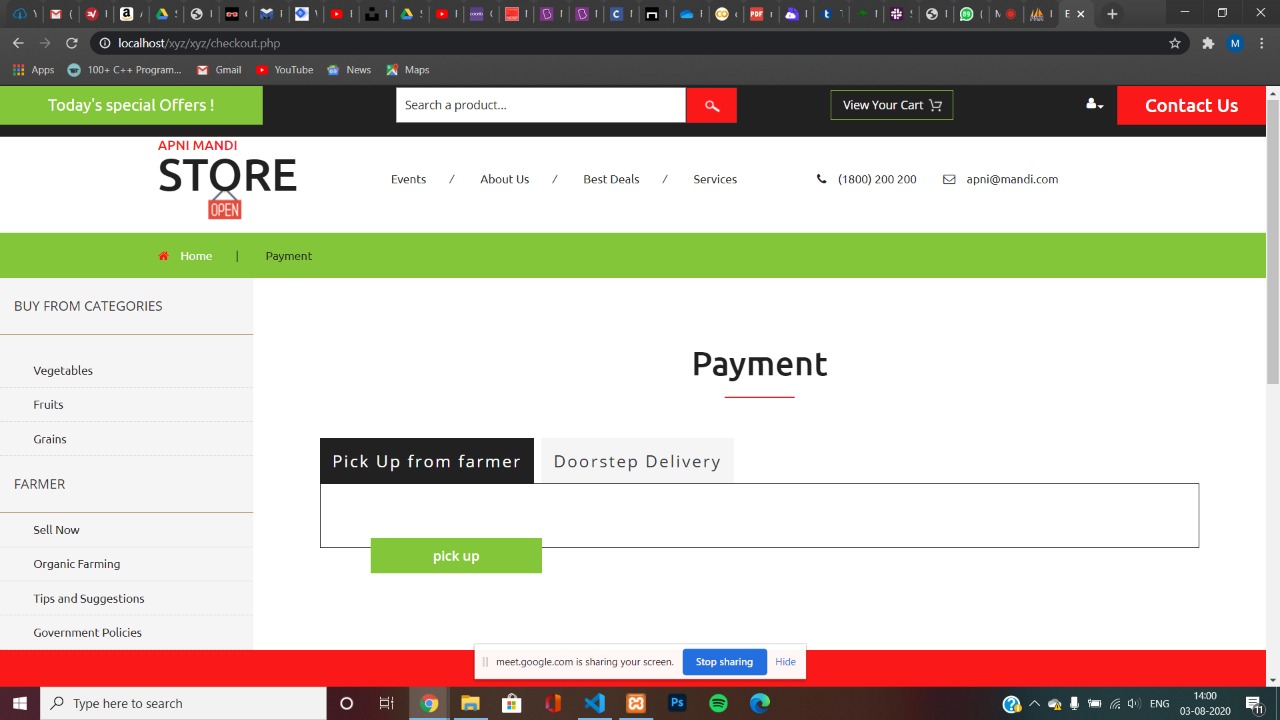 localhost/xyz/xyz/checkout.php
M
Apps 100+ C++ Program... Gmail YouTube News Maps
Today's special Offers !
Search a product...
View Your Cart
Contact Us
APNI MANDI
STORE
OPEN
Events / About Us / Best Deals / Services
(1800) 200 200
apni@mandi.com
Home | Payment
BUY FROM CATEGORIES
Vegetables
Fruits
Grains
FARMER
Sell Now
Organic Farming
Tips and Suggestions
Government Policies
Payment
Pick Up from farmer
Doorstep Delivery
pick up
meet.google.com is sharing your screen. Stop sharing Hide
Type here to search
Ps
ENG
14:00
03-08-2020
11